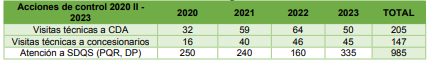 Acciones de control 2020 II - 2023 2020 2021 2022 2023 TOTAL
Visitas técnicas a CDA 32 59 64 50 205
Visitas técnicas a concesionarios 16 40 46 45 147
Atención a SDQS (PQR, DP) 250 240 160 335 985